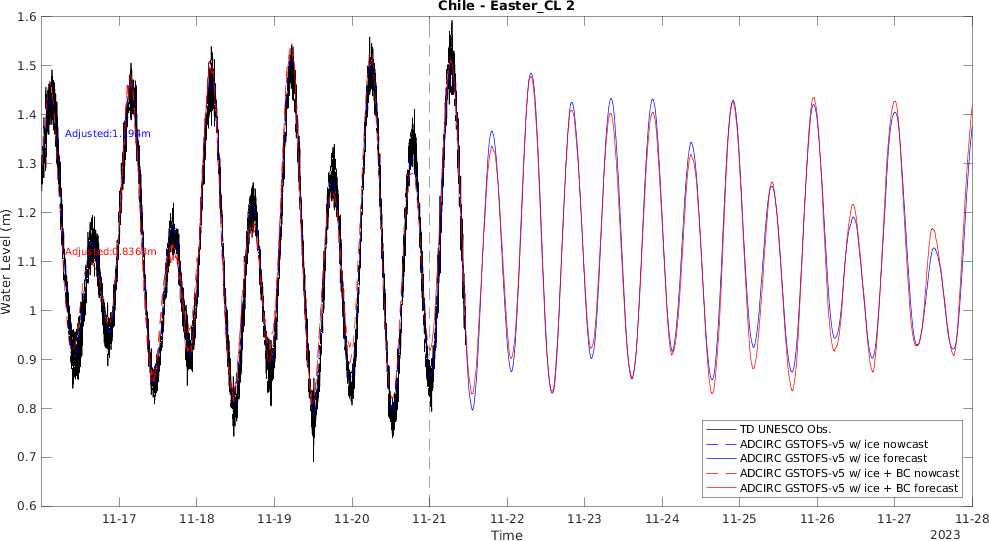 Chile - Easter_CL 2
1.6
1.5
1.4
1.3
1.2
1.1
1
0.9
0.8
0.7
0.6
Water Level (m)
Adjusted:0.8363m
TD UNESCO Obs.
ADCIRC GSTOFS-v5 w/ ice nowcast
ADCIRC GSTOFS-v5 w/ ice forecast
ADCIRC GSTOFS-v5 w/ ice + BC nowcast
ADCIRC GSTOFS-v5 w/ ice + BC forecast
11-17
11-18
11-19
11-20
11-21
11-22
11-23
11-24
11-25
11-26
11-27
11-28
Time
2023